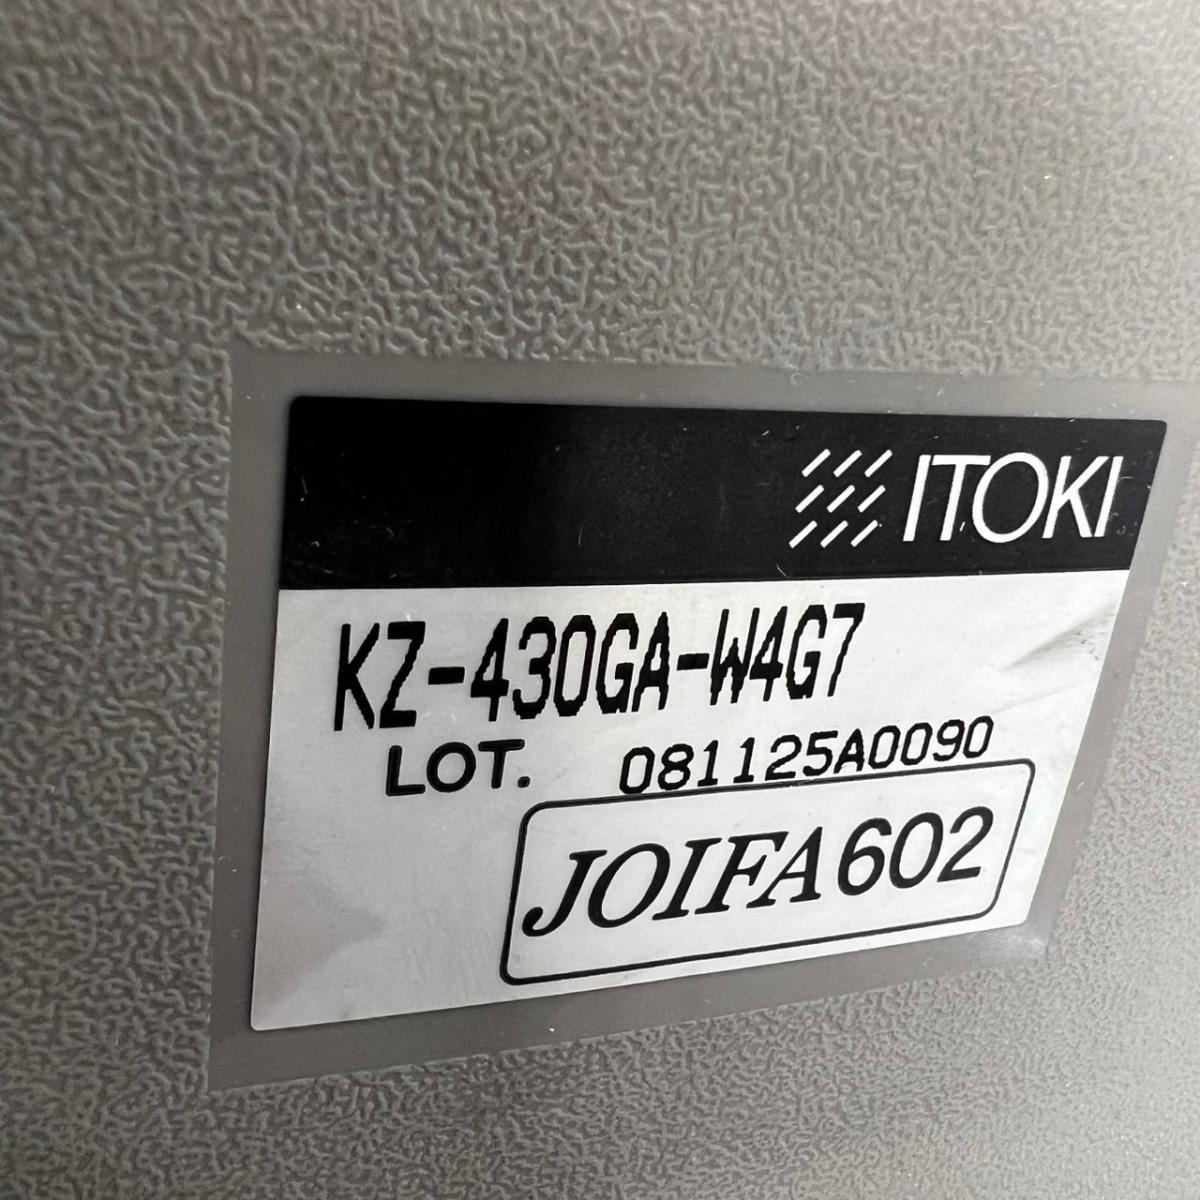 ITOKI
KZ-430GA-W4G7
LOT. 081125A0090
JOIFA602